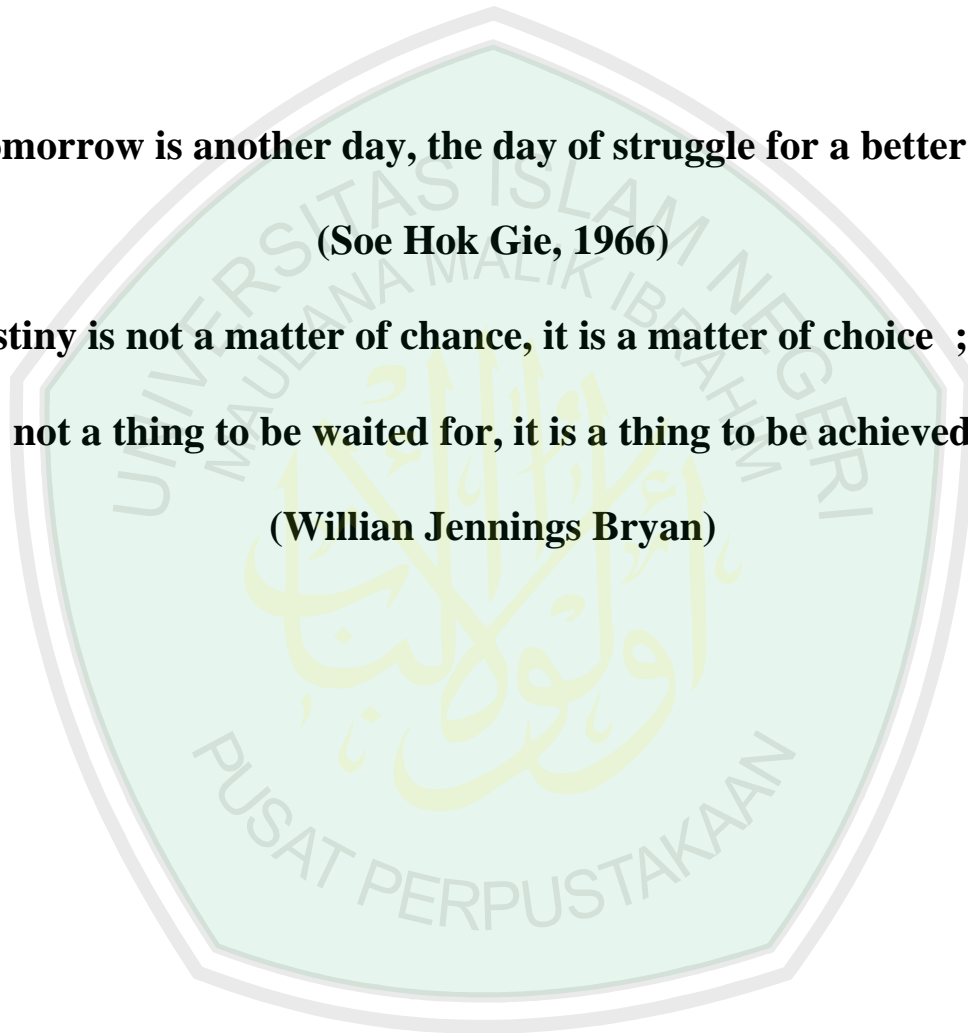 omorrow is another day, the day of struggle for a better
(Soe Hok Gie, 1966)
stiny is not a matter of chance, it is a matter of choice ;
not a thing to be waited for, it is a thing to be achieved
(Willian Jennings Bryan)
UNIVERSITAS ISLAM NEGERI
MAULANA MALIK IBRAHIM
PUSAT PERPUSTAKAAN